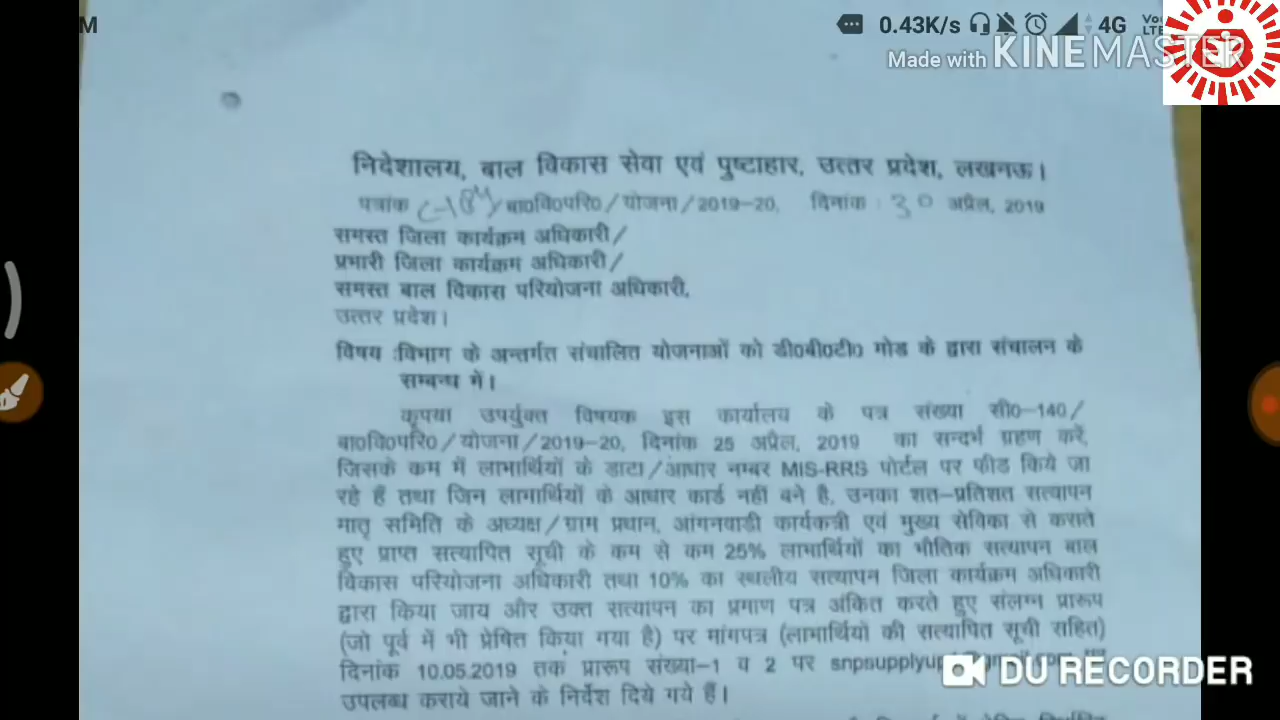 M 0.43K/s 4G
Made with KINEMASTER
निदेशालय, बाल विकास सेवा एवं पुष्टाहार, उत्तर प्रदेश, लखनऊ।
पत्रांक /बा0वि0परि0/योजना/2019-20, दिनांक : 30 अप्रैल, 2019
समस्त जिला कार्यक्रम अधिकारी/
प्रभारी जिला कार्यक्रम अधिकारी/
समस्त बाल विकास परियोजना अधिकारी,
उत्तर प्रदेश।
विषय :विभाग के अन्तर्गत संचालित योजनाओं को डी0बी0टी0 मोड के द्वारा संचालन के
सम्बन्ध में।
कृपया उपर्युक्त विषयक इस कार्यालय के पत्र संख्या सी0-140/
बा0वि0परि0/योजना/2019-20, दिनांक 25 अप्रैल, 2019 का सन्दर्भ ग्रहण करें,
जिसके कम में लाभार्थियों के डाटा/आधार नम्बर MIS-RRS पोर्टल पर फीड किये जा
रहे हैं तथा जिन लाभार्थियों के आधार कार्ड नहीं बने है, उनका शत-प्रतिशत सत्यापन
मातृ समिति के अध्यक्ष/ग्राम प्रधान, आंगनवाडी कार्यकत्री एवं मुख्य सेविका से कराते
हुए प्राप्त सत्यापित सूची के कम से कम 25% लाभार्थियों का भौतिक सत्यापन बाल
विकास परियोजना अधिकारी तथा 10% का स्थलीय सत्यापन जिला कार्यक्रम अधिकारी
द्वारा किया जाय और उक्त सत्यापन का प्रमाण पत्र अंकित करते हुए संलग्न प्रारूप
(जो पूर्व में भी प्रेषित किया गया है) पर मांगपत्र (लाभार्थियों की सत्यापित सूची सहित)
दिनांक 10.05.2019 तक प्रारूप संख्या-1 व 2 पर
DU RECORDER
उपलब्ध कराये जाने के निर्देश दिये गये हैं।